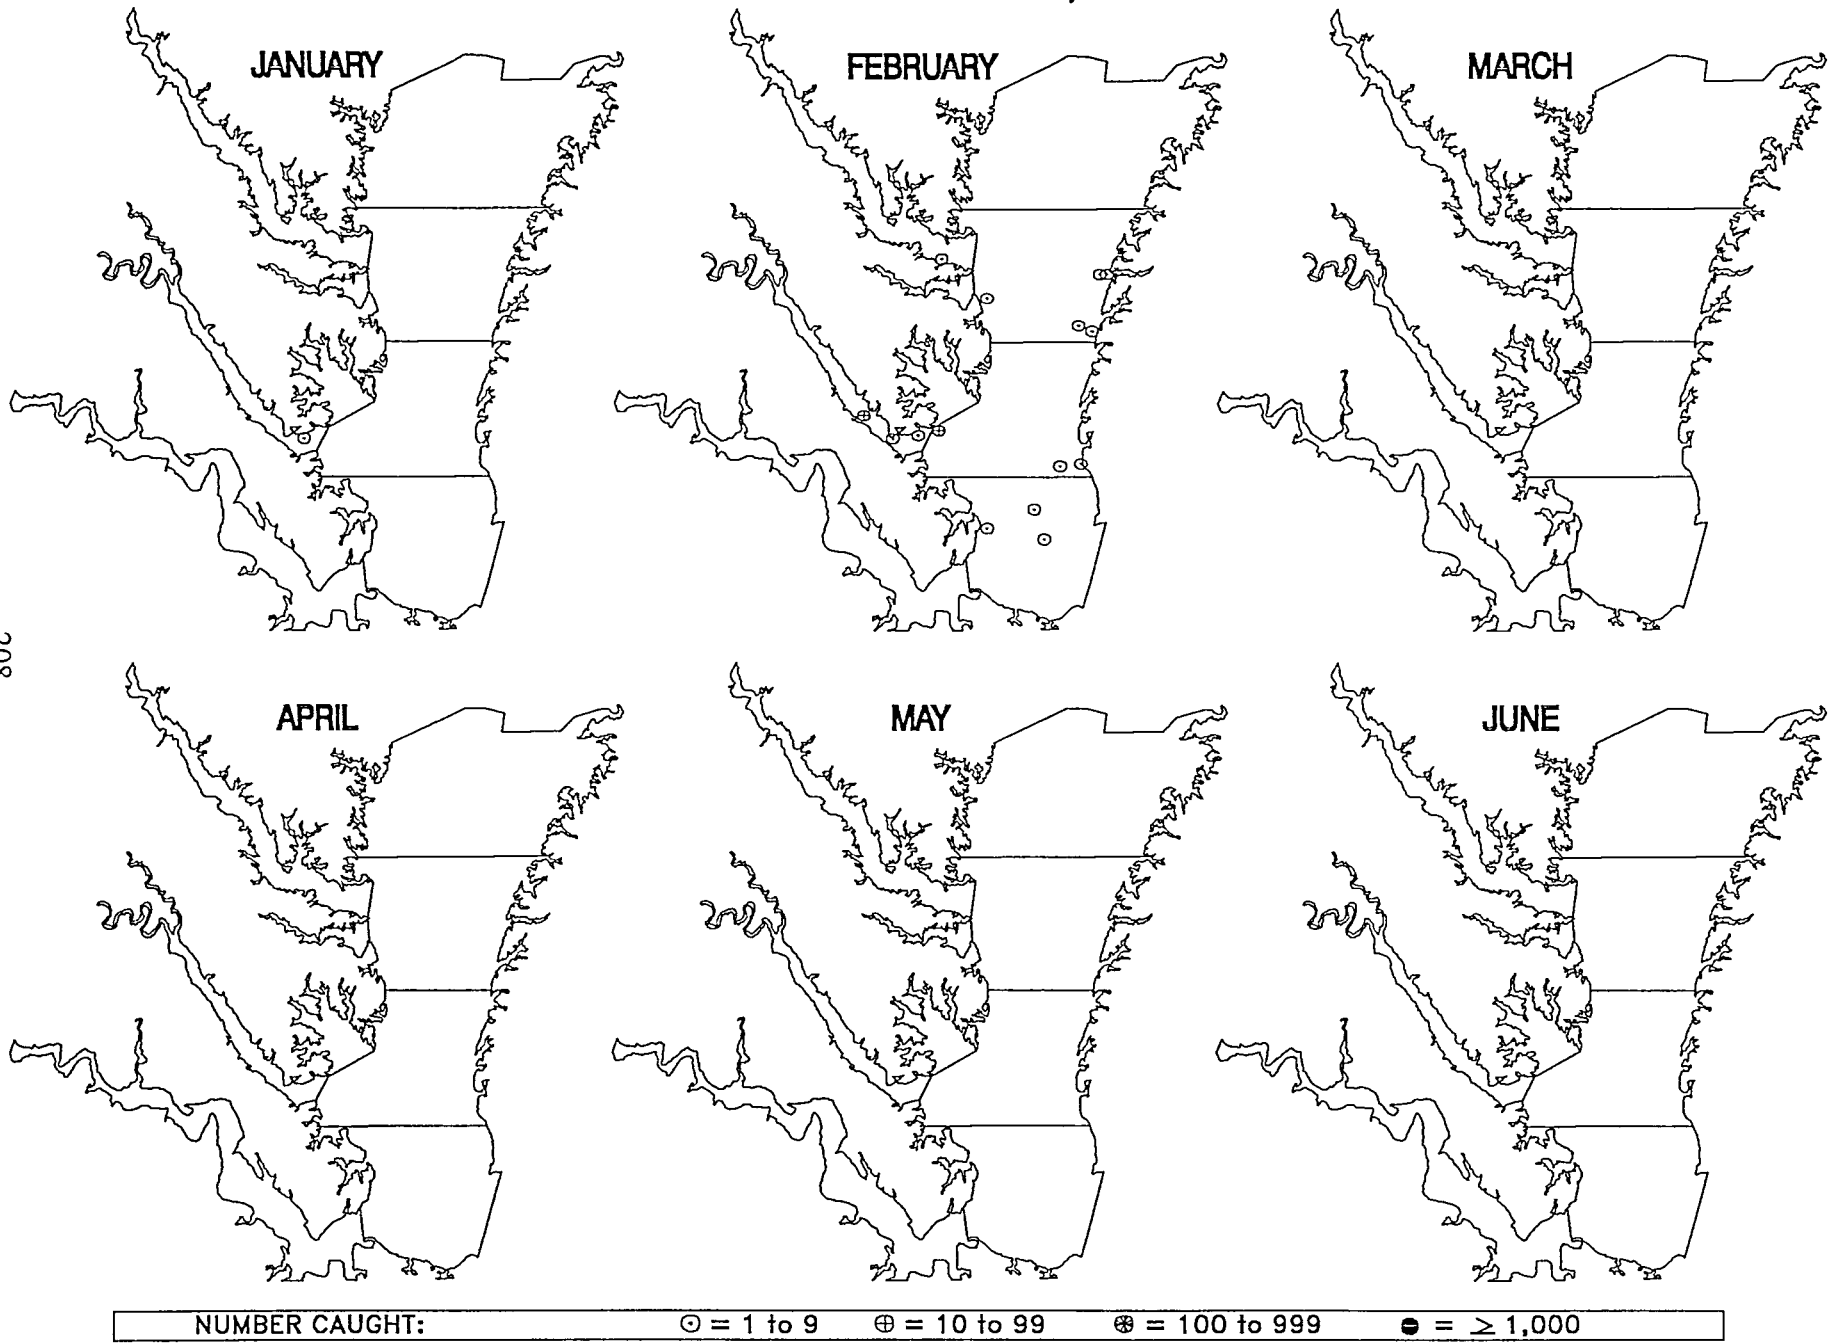 JANUARY
FEBRUARY
MARCH
208
APRIL
MAY
JUNE
NUMBER CAUGHT: ⊙ = 1 to 9 ⊕ = 10 to 99 ⊛ = 100 to 999 ● = ≥ 1,000